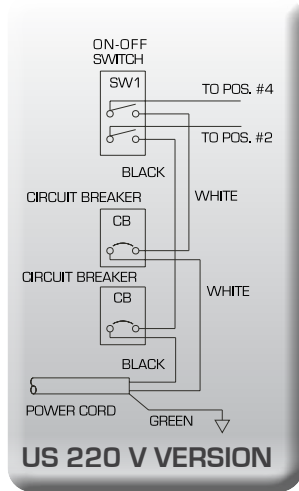 ON-OFF
SWITCH
SW1
TO POS. #4
TO POS. #2
BLACK
WHITE
CIRCUIT BREAKER
CB
CIRCUIT BREAKER
CB
WHITE
BLACK
POWER CORD
GREEN
US 220 V VERSION